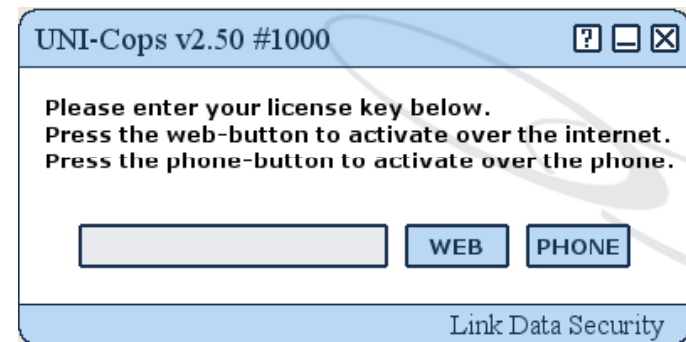 UNI-Cops v2.50 #1000
Please enter your license key below.
Press the web-button to activate over the internet.
Press the phone-button to activate over the phone.
WEB PHONE
Link Data Security